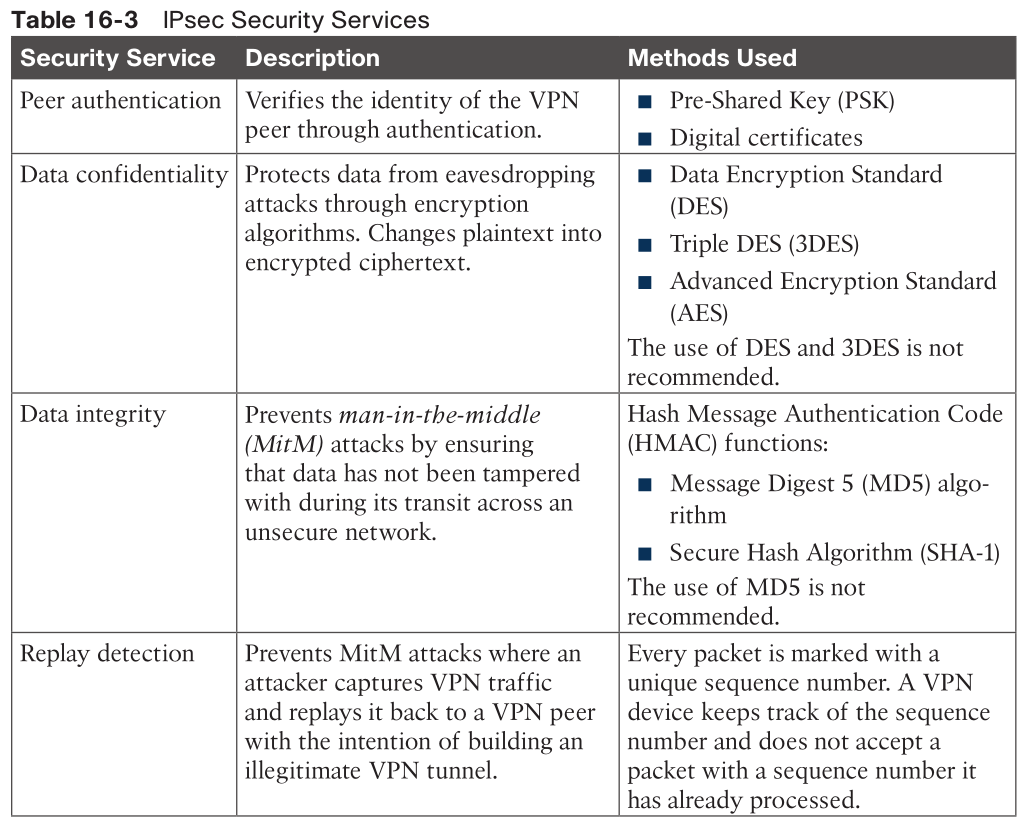 Table 16-3 IPsec Security Services
Security Service Description Methods Used
Peer authentication
Verifies the identity of the VPN
peer through authentication.
■ Pre-Shared Key (PSK)
■ Digital certificates
Data confidentiality
Protects data from eavesdropping
attacks through encryption
algorithms. Changes plaintext into
encrypted ciphertext.
■ Data Encryption Standard
(DES)
■ Triple DES (3DES)
■ Advanced Encryption Standard
(AES)
The use of DES and 3DES is not
recommended.
Data integrity
Prevents man-in-the-middle
(MitM) attacks by ensuring
that data has not been tampered
with during its transit across an
unsecure network.
Hash Message Authentication Code
(HMAC) functions:
■ Message Digest 5 (MD5) algo-
rithm
■ Secure Hash Algorithm (SHA-1)
The use of MD5 is not
recommended.
Replay detection
Prevents MitM attacks where an
attacker captures VPN traffic
and replays it back to a VPN peer
with the intention of building an
illegitimate VPN tunnel.
Every packet is marked with a
unique sequence number. A VPN
device keeps track of the sequence
number and does not accept a
packet with a sequence number it
has already processed.